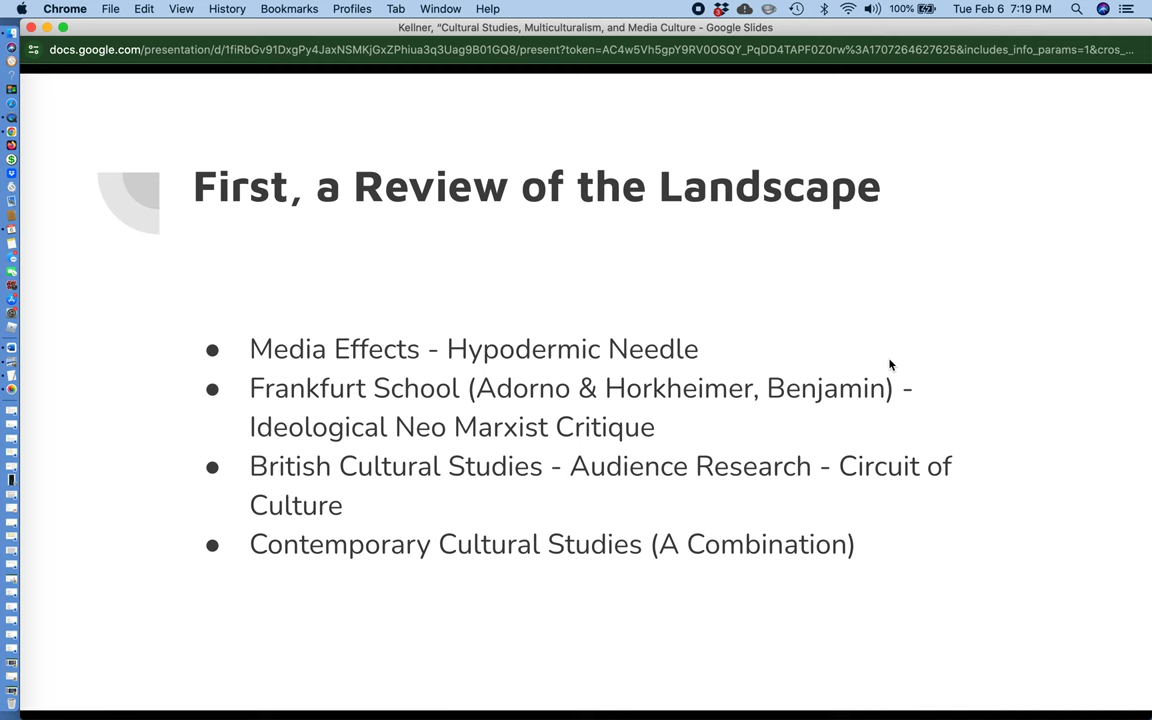 Chrome File Edit View History Bookmarks Profiles Tab Window Help 100% Tue Feb 6 7:19 PM
Kellner, “Cultural Studies, Multiculturalism, and Media Culture - Google Slides
docs.google.com/presentation/d/1fiRbGv91DxgPy4JaxNSMKjGxZPhiua3q3Uag9B01GQ8/present?token=AC4w5Vh5gpY9RV0OSQY_PqDD4TAPF0Z0rw%3A1707264627625&includes_info_params=1&cros_...
First, a Review of the Landscape
● Media Effects - Hypodermic Needle
● Frankfurt School (Adorno & Horkheimer, Benjamin) -
Ideological Neo Marxist Critique
● British Cultural Studies - Audience Research - Circuit of
Culture
● Contemporary Cultural Studies (A Combination)